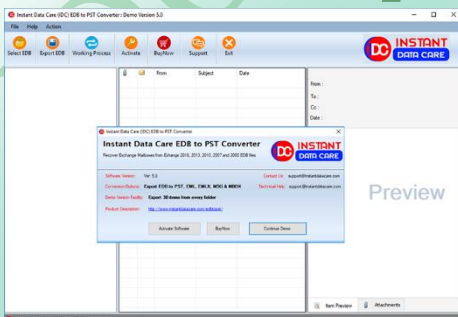 Instant Data Care (IDC) EDB to PST Converter : Demo Version 5.0
File Help Action
Select EDB Export EDB Working Process Activate BuyNow Support Exit
IDC INSTANT DATA CARE
From Subject Date
From :
To :
Cc :
Date :
Instant Data Care (IDC) EDB to PST Converter
Instant Data Care EDB to PST Converter
Recover Exchange Mailboxes from Exchange 2016, 2013, 2010, 2007 and 2003 EDB files
IDC INSTANT DATA CARE
Software Version: Ver: 5.0
Contact Us: support@instantdatacare.com
Conversion Options: Export EDB to PST, EML, EMLX, MSG & MBOX
Technical Help: support@instantdatacare.com
Demo Version Facility: Export 30 items from every folder
Product Description:
Activate Software BuyNow Continue Demo
Preview
Item Preview Attachments